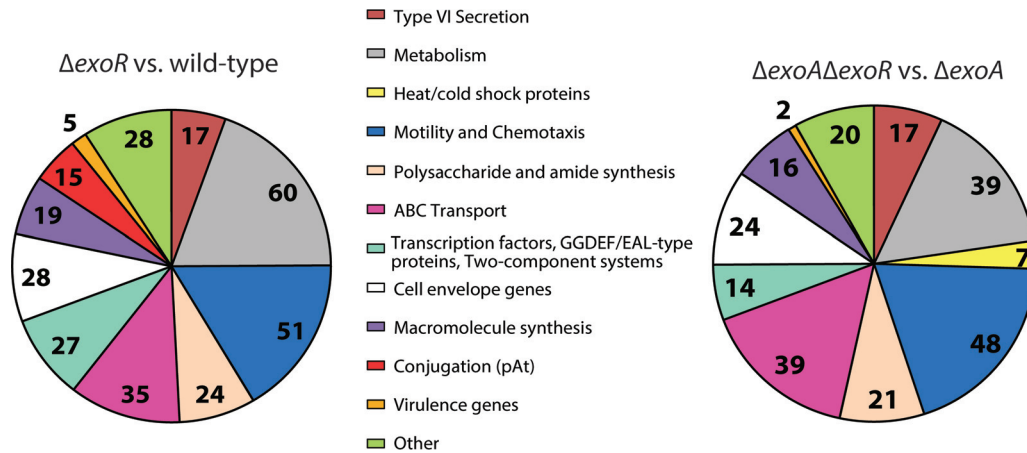 ΔexoR vs. wild-type
5
28
17
15
60
19
28
51
27
35
24
Type VI Secretion
Metabolism
Heat/cold shock proteins
Motility and Chemotaxis
Polysaccharide and amide synthesis
ABC Transport
Transcription factors, GGDEF/EAL-type
proteins, Two-component systems
Cell envelope genes
Macromolecule synthesis
Conjugation (pAt)
Virulence genes
Other
ΔexoAΔexoR vs. ΔexoA
2
20
17
16
39
24
7
14
48
39
21